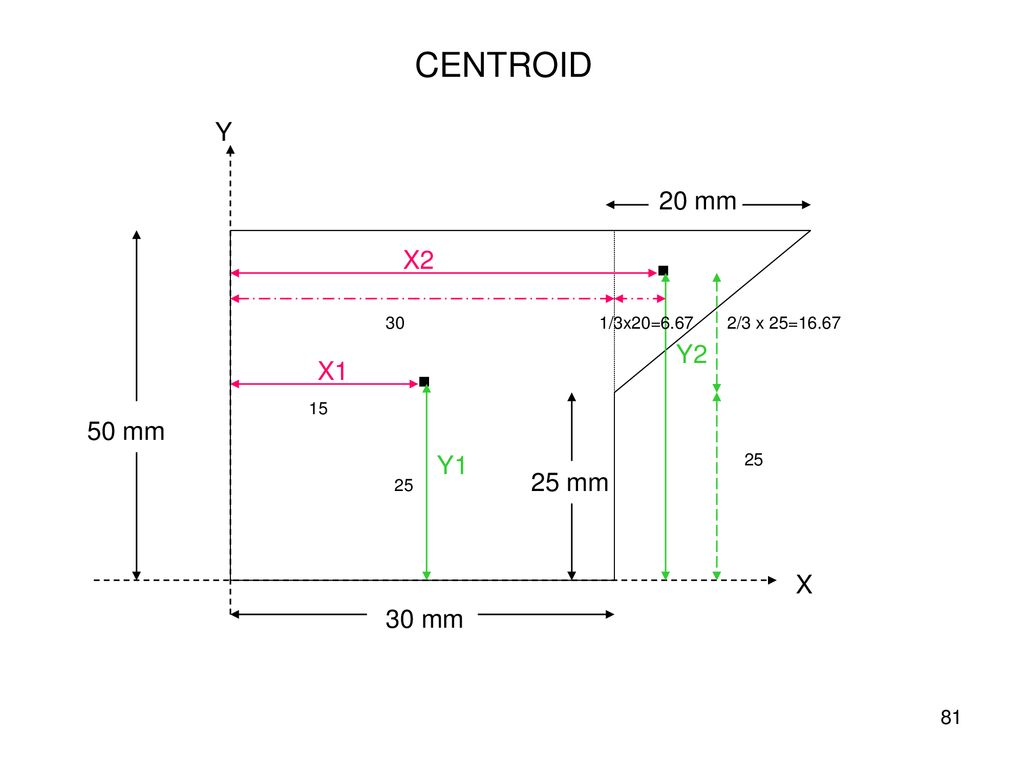 CENTROID
Y
20 mm
X2
30
1/3x20=6.67
2/3 x 25=16.67
Y2
X1
15
50 mm
Y1
25
25 mm
25
X
30 mm
81